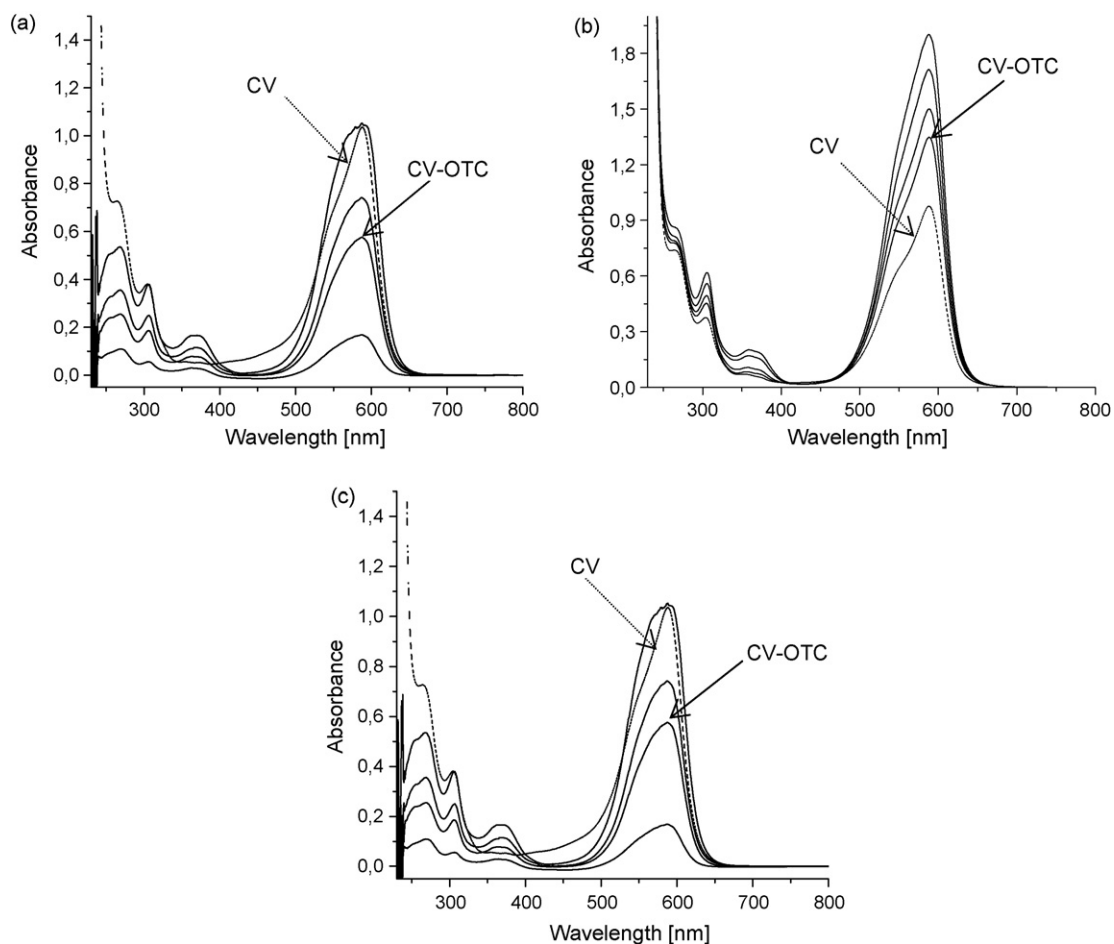 (a)
1,4
1,2
1,0
0,8
0,6
0,4
0,2
0,0
Absorbance
CV
CV-OTC
300 400 500 600 700 800
Wavelength [nm]
(b)
1,8
1,5
1,2
0,9
0,6
0,3
0,0
Absorbance
CV-OTC
CV
300 400 500 600 700 800
Wavelength [nm]
(c)
1,4
1,2
1,0
0,8
0,6
0,4
0,2
0,0
Absorbance
CV
CV-OTC
300 400 500 600 700 800
Wavelength [nm]